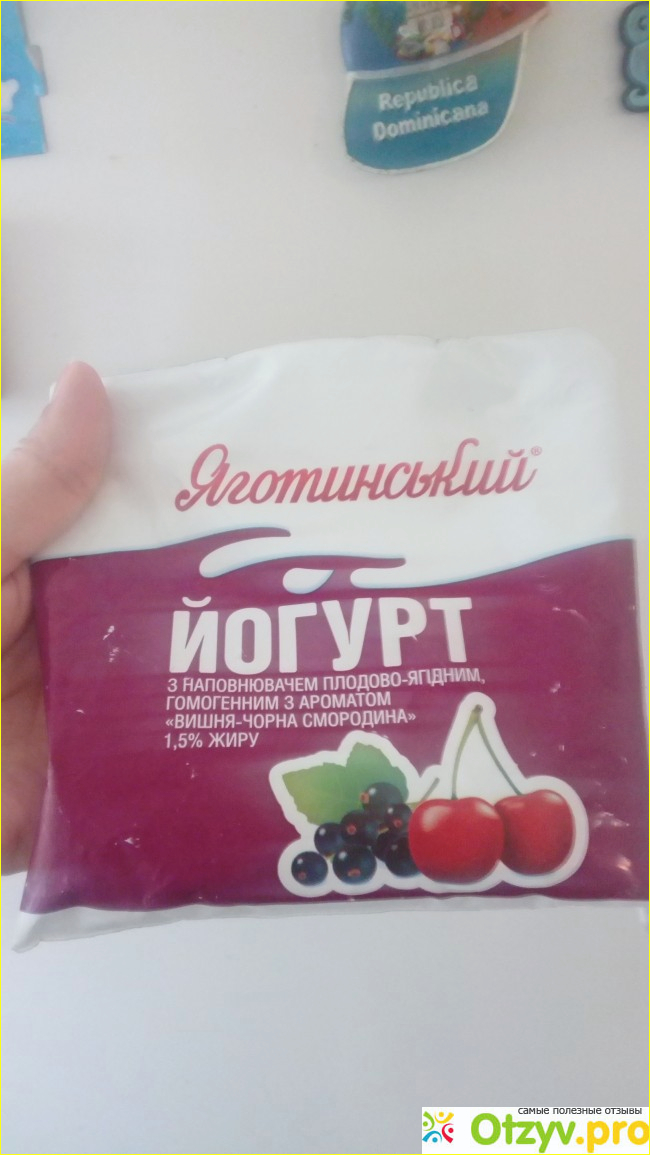 Republica
Dominicana
Яготинський®
ЙОГУРТ
З НАПОВНЮВАЧЕМ ПЛОДОВО-ЯГІДНИМ,
ГОМОГЕННИМ З АРОМАТОМ
«ВИШНЯ-ЧОРНА СМОРОДИНА»
1,5% ЖИРУ
самые полезные отзывы
Otzyv.pro